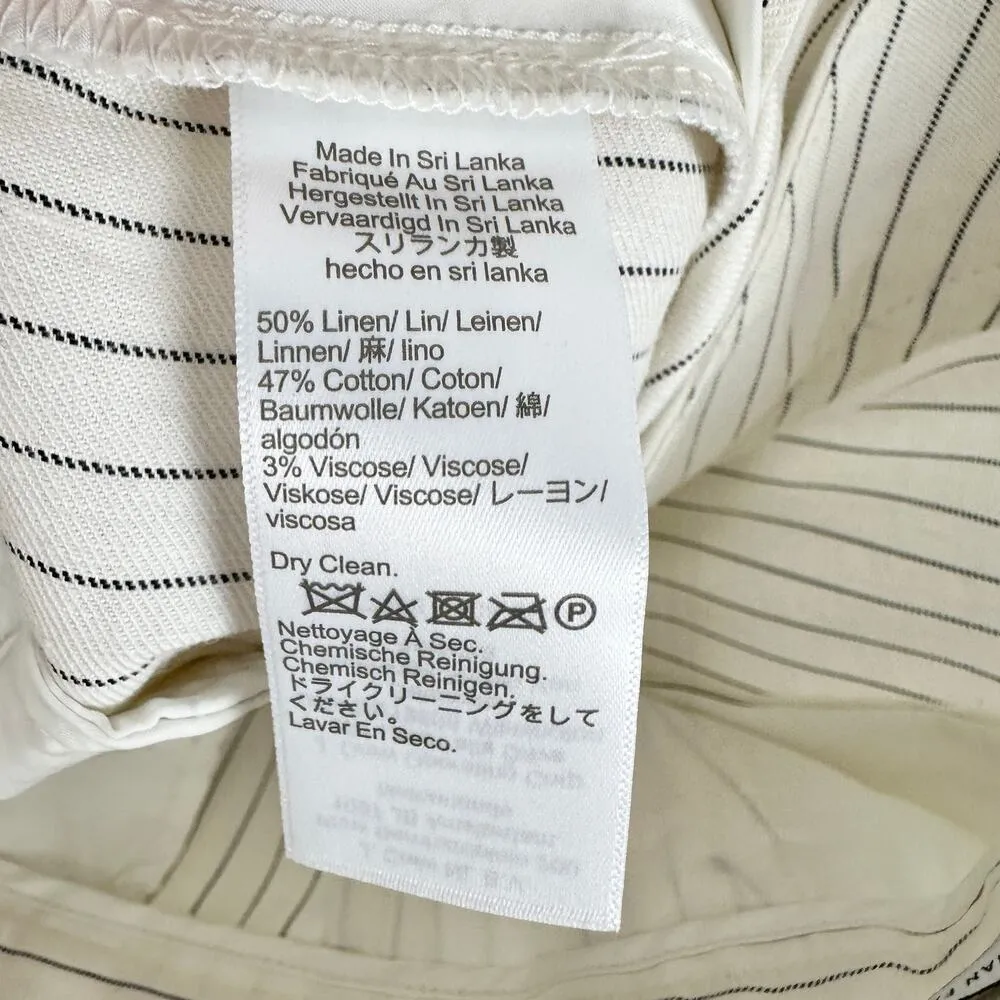 Made In Sri Lanka
Fabriqué Au Sri Lanka
Hergestellt In Sri Lanka
Vervaardigd In Sri Lanka
スリランカ製
hecho en sri lanka
50% Linen/ Lin/ Leinen/
Linnen/ 麻/ lino
47% Cotton/ Coton/
Baumwolle/ Katoen/ 綿/
algodón
3% Viscose/ Viscose/
Viskose/ Viscose/ レーヨン/
viscosa
Dry Clean.
P
Nettoyage À Sec.
Chemische Reinigung.
Chemisch Reinigen.
ドライクリーニングをして
ください。
Lavar En Seco.